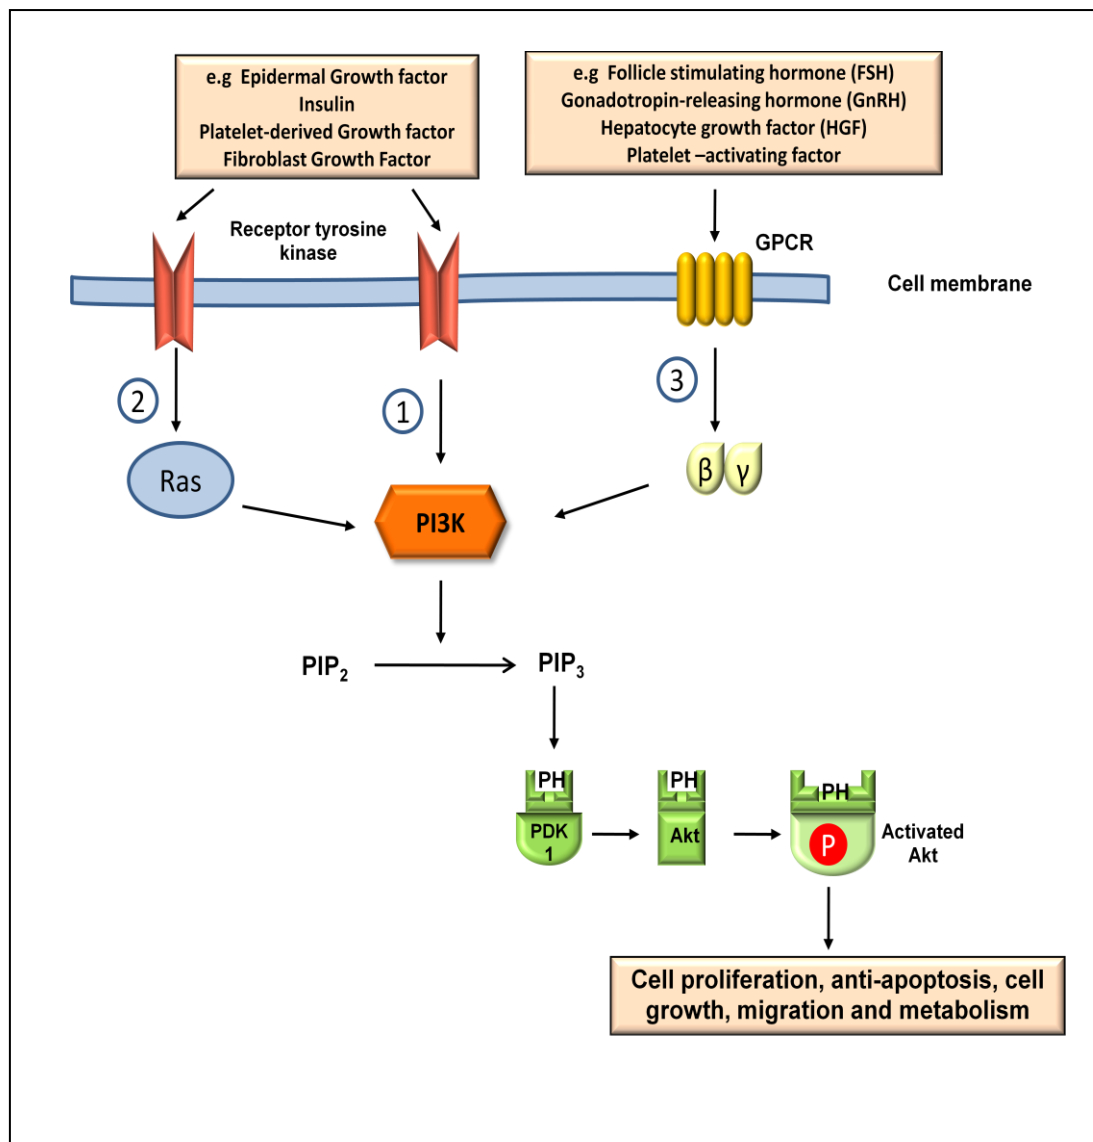 e.g Epidermal Growth factor
Insulin
Platelet-derived Growth factor
Fibroblast Growth Factor
e.g Follicle stimulating hormone (FSH)
Gonadotropin-releasing hormone (GnRH)
Hepatocyte growth factor (HGF)
Platelet –activating factor
Receptor tyrosine
kinase
GPCR
Cell membrane
2
1
3
Ras
β γ
PI3K
PIP₂
PIP₃
PH
PDK
1
PH
Akt
PH
P
Activated
Akt
Cell proliferation, anti-apoptosis, cell
growth, migration and metabolism